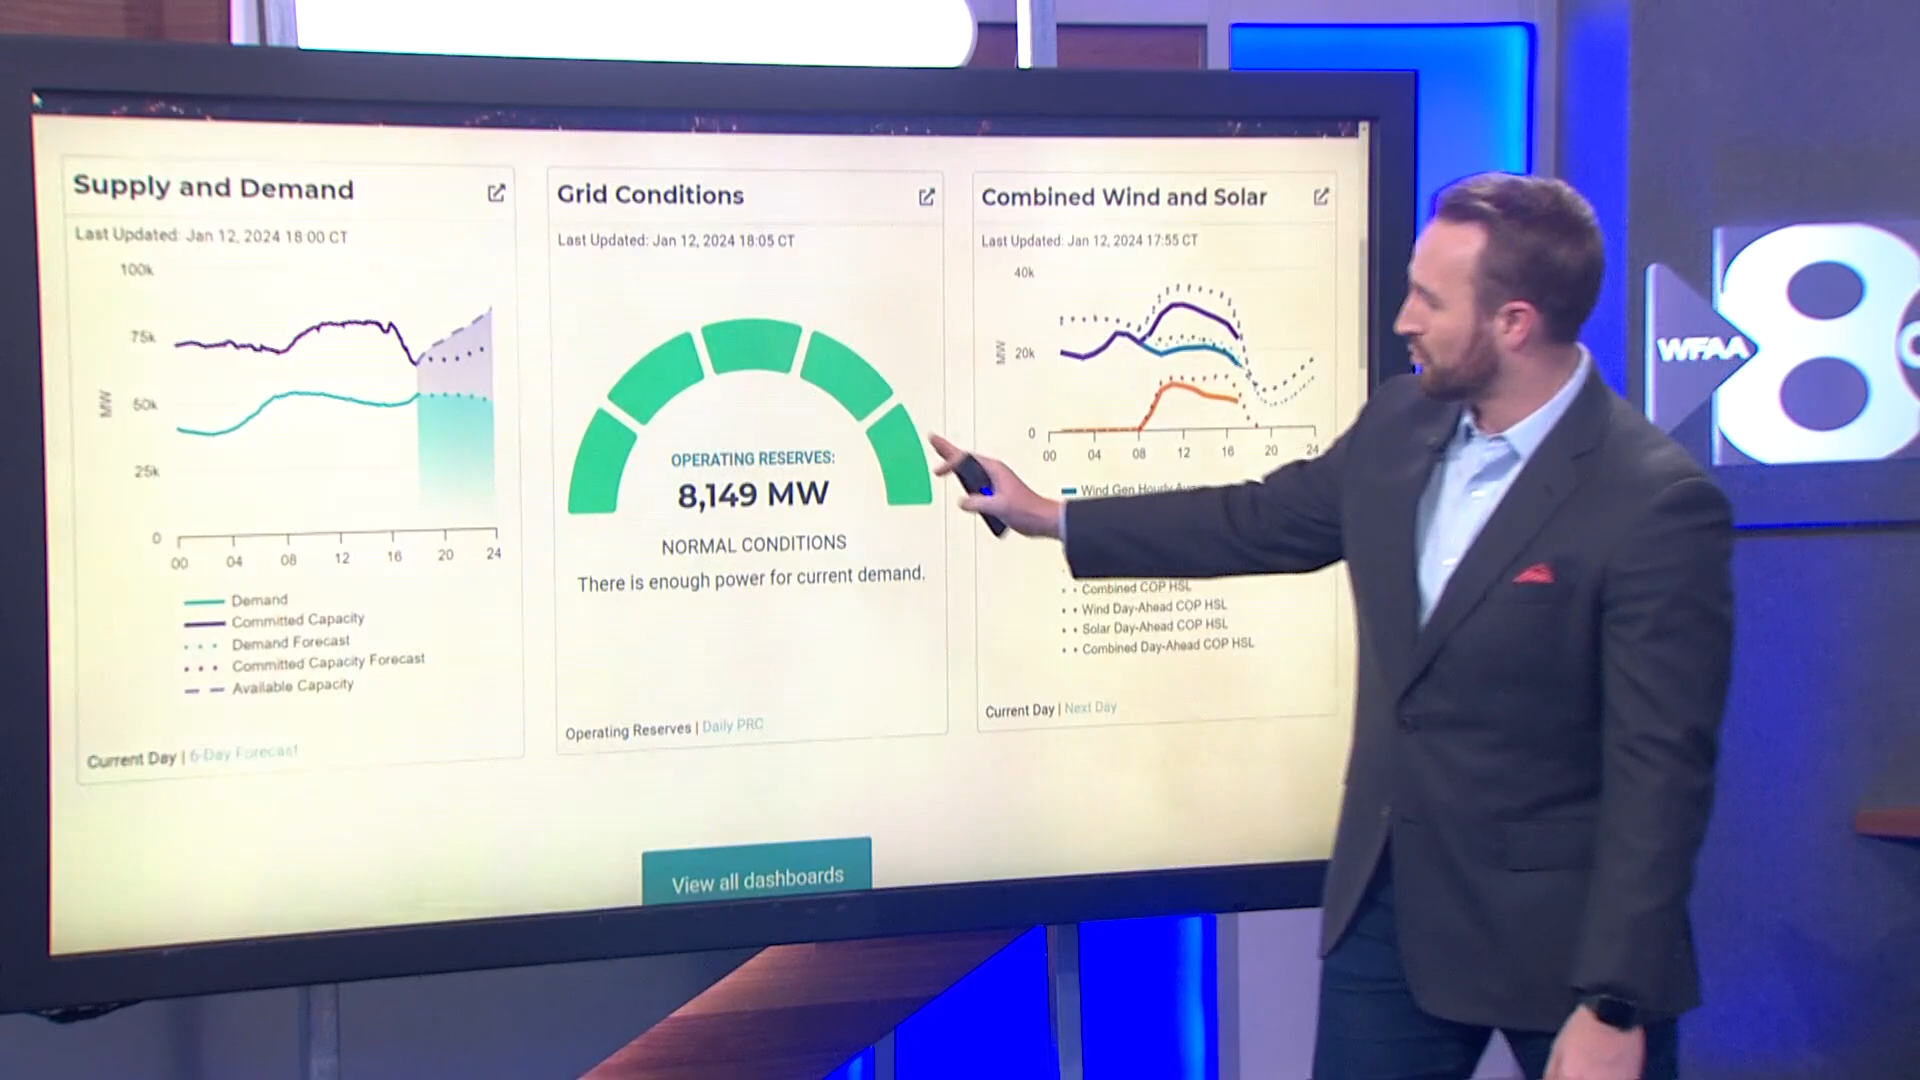 Supply and Demand
Last Updated: Jan 12, 2024 18:00 CT
100k
75k
50k
25k
0
MW
00 04 08 12 16 20 24
Demand
Committed Capacity
Demand Forecast
Committed Capacity Forecast
Available Capacity
Current Day | 6-Day Forecast
Grid Conditions
Last Updated: Jan 12, 2024 18:05 CT
OPERATING RESERVES:
8,149 MW
NORMAL CONDITIONS
There is enough power for current demand.
Operating Reserves | Daily PRC
Combined Wind and Solar
Last Updated: Jan 12, 2024 17:55 CT
40k
20k
0
MW
00 04 08 12 16 20 24
Wind Gen Hourly
Combined COP HSL
Wind Day-Ahead COP HSL
Solar Day-Ahead COP HSL
Combined Day-Ahead COP HSL
Current Day | Next Day
View all dashboards
WFAA
8